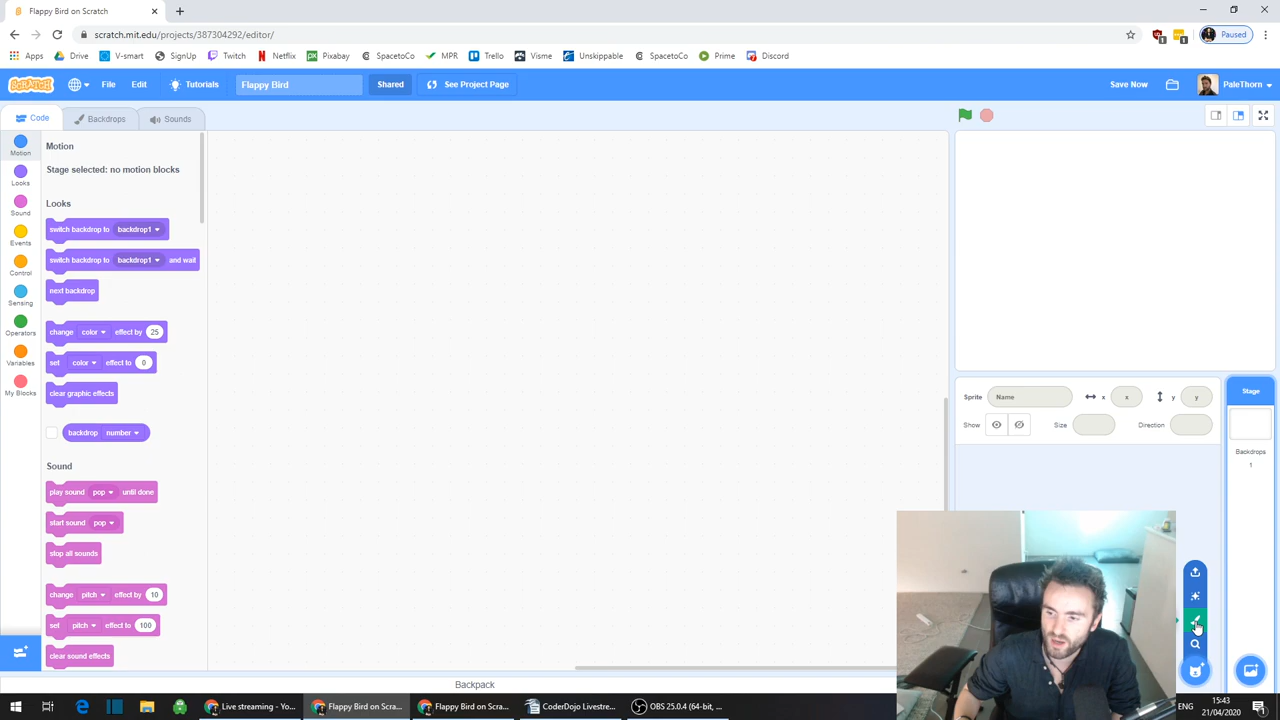 Flappy Bird on Scratch
scratch.mit.edu/projects/387304292/editor/
Paused
Apps Drive V-smart SignUp Twitch Netflix Pixabay SpacetoCo MPR Trello Visme Unskippable SpacetoCo Prime Discord
SCRATCH File Edit Tutorials Flappy Bird Shared See Project Page Save Now PaleThorn
Code Backdrops Sounds
Motion
Looks
Sound
Events
Control
Sensing
Operators
Variables
My Blocks
Motion
Stage selected: no motion blocks
Looks
switch backdrop to backdrop1
switch backdrop to backdrop1 and wait
next backdrop
change color effect by 25
set color effect to 0
clear graphic effects
backdrop number
Sound
play sound pop until done
start sound pop
stop all sounds
change pitch effect by 10
set pitch effect to 100
clear sound effects
Sprite Name x x y y
Show Size Direction
Stage
Backdrops
1
Backpack
Live streaming - Yo...
Flappy Bird on Scra...
Flappy Bird on Scra...
CoderDojo Livestre...
OBS 25.0.4 (64-bit, ...
ENG
15:43
21/04/2020